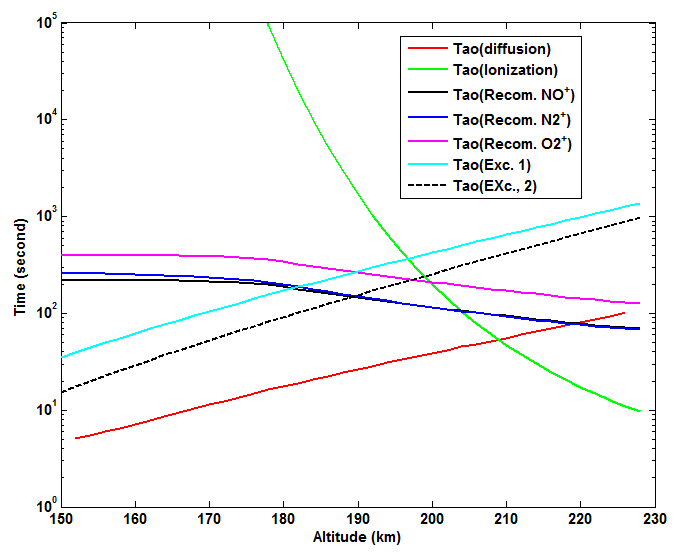 10^5
10^4
10^3
10^2
10^1
10^0
Time (second)
Tao(diffusion)
Tao(Ionization)
Tao(Recom. NO^+)
Tao(Recom. N2^+)
Tao(Recom. O2^+)
Tao(Exc. 1)
Tao(EXc., 2)
150 160 170 180 190 200 210 220 230
Altitude (km)